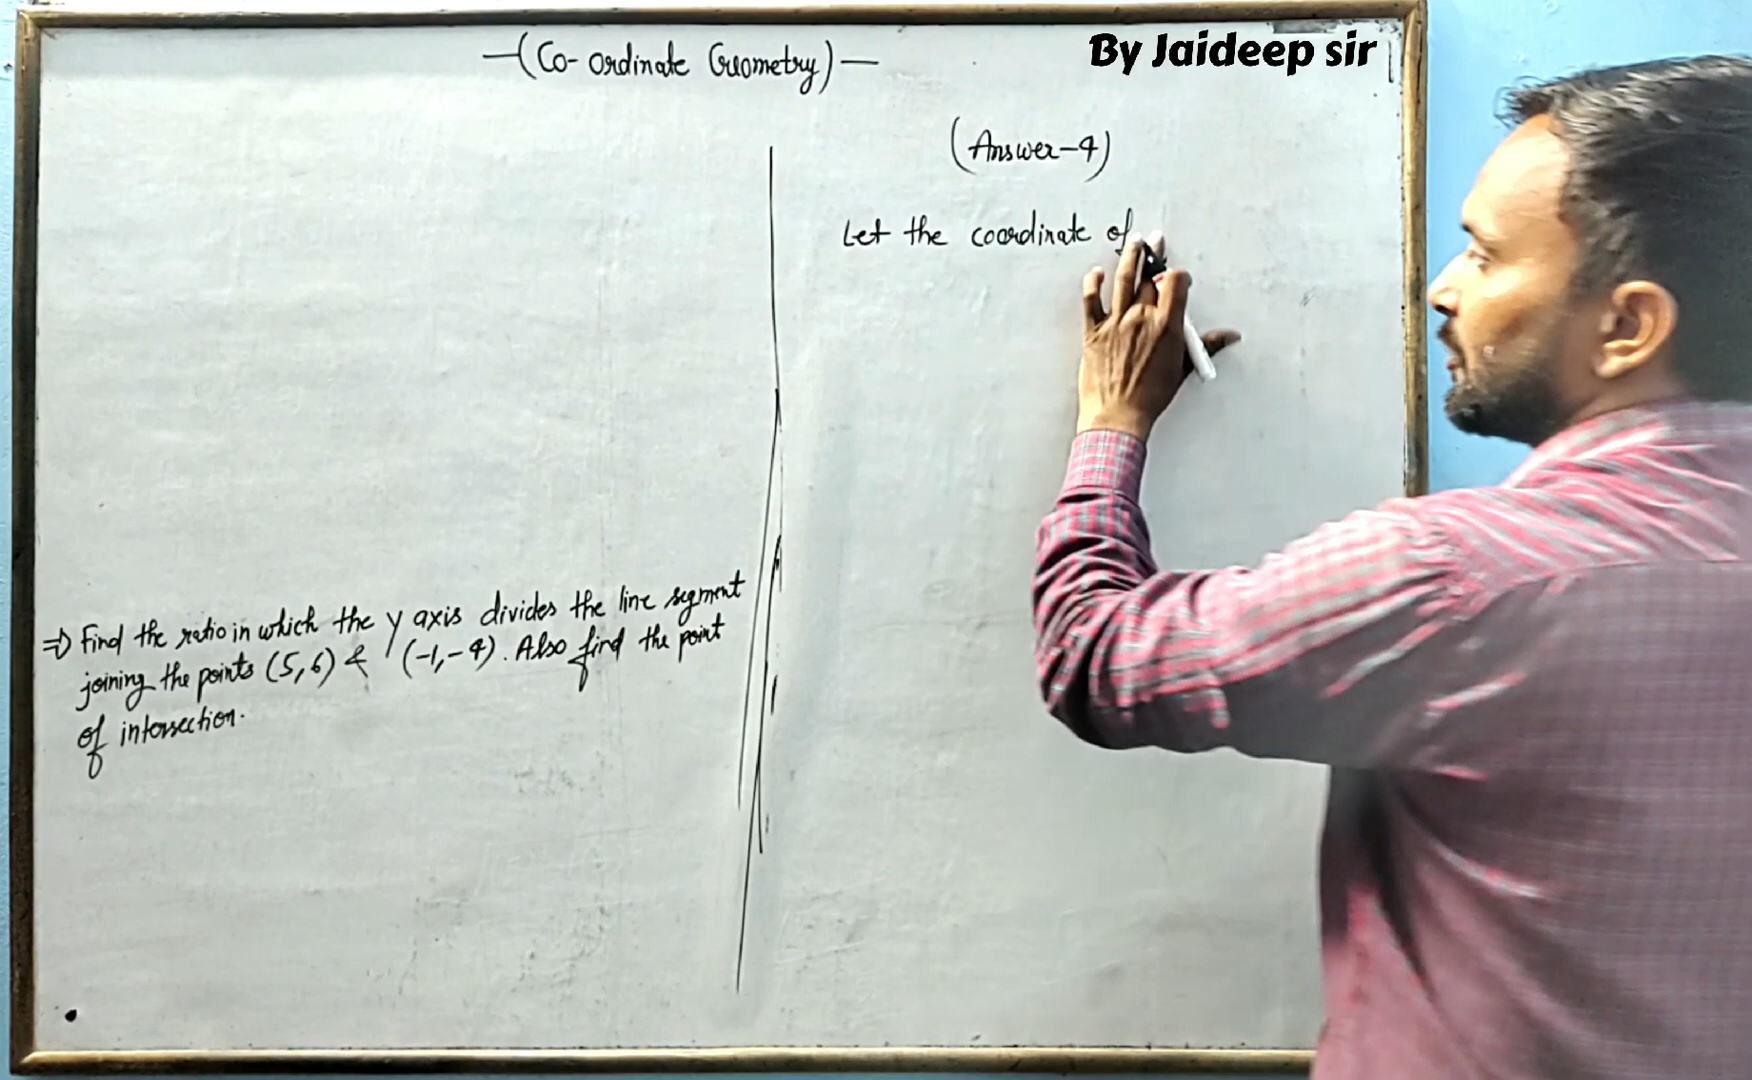 —(Co-ordinate Geometry)—
By Jaideep sir
(Answer-4)
Let the coordinate of
⇒ Find the ratio in which the y axis divides the line segment
joining the points (5,6) & (-1,-4). Also find the point
of intersection.